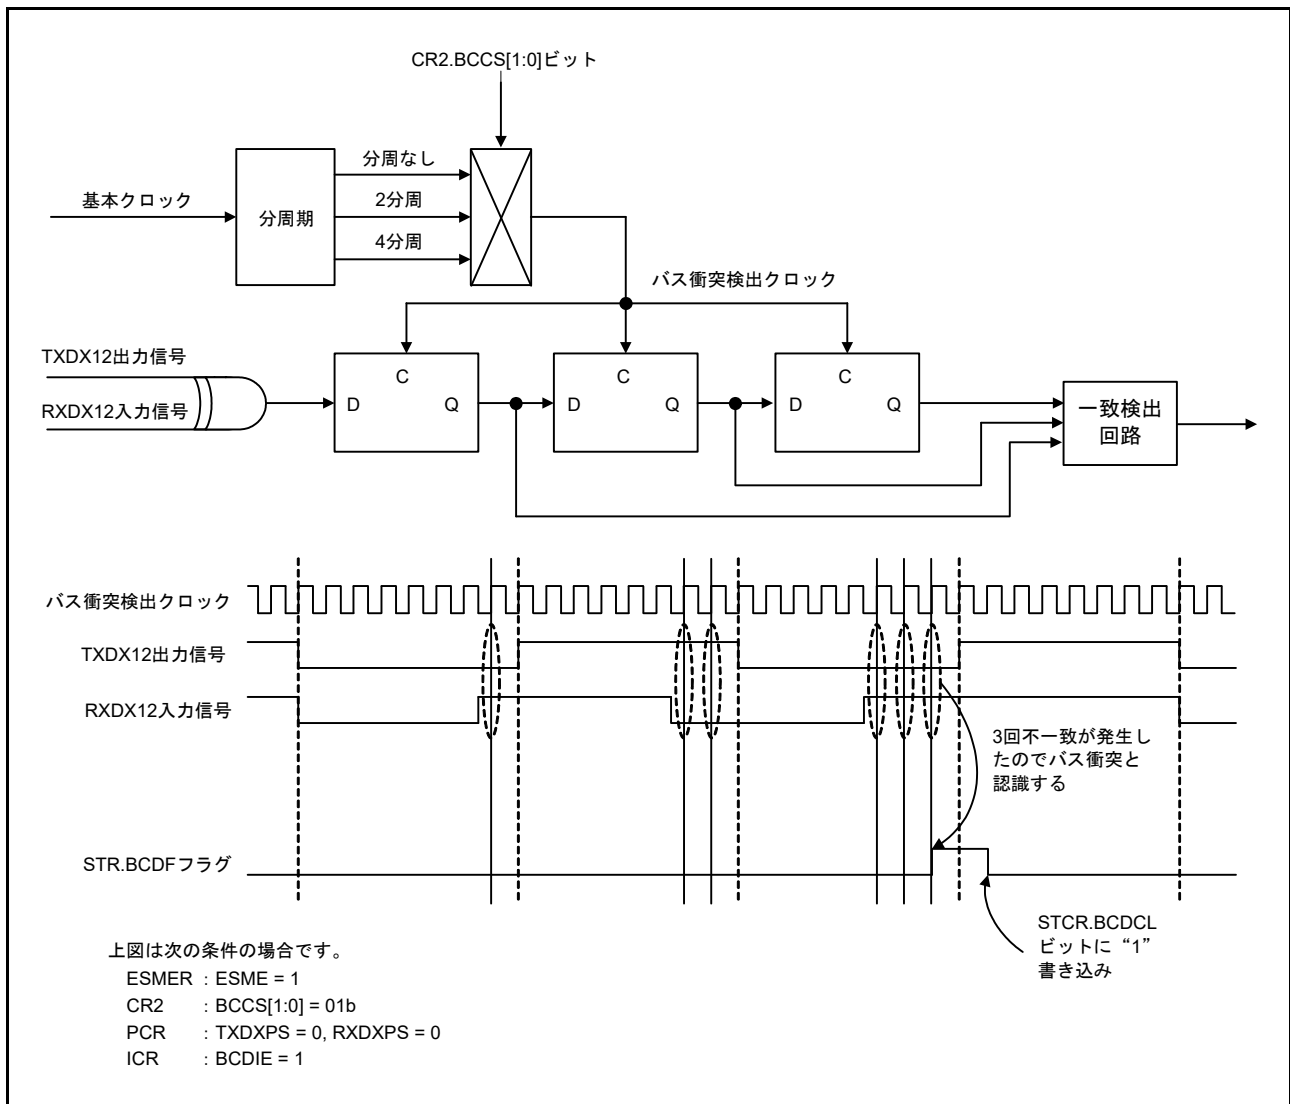 CR2.BCCS[1:0]ビット
分周なし
基本クロック
分周期
2分周
4分周
バス衝突検出クロック
TXDX12出力信号
RXDX12入力信号
C
D
Q
C
D
Q
C
D
Q
一致検出
回路
バス衝突検出クロック
TXDX12出力信号
RXDX12入力信号
3回不一致が発生し
たのでバス衝突と
認識する
STR.BCDFフラグ
STCR.BCDCL
ビットに“1”
書き込み
上図は次の条件の場合です。
ESMER : ESME = 1
CR2 : BCCS[1:0] = 01b
PCR : TXDXPS = 0, RXDXPS = 0
ICR : BCDIE = 1